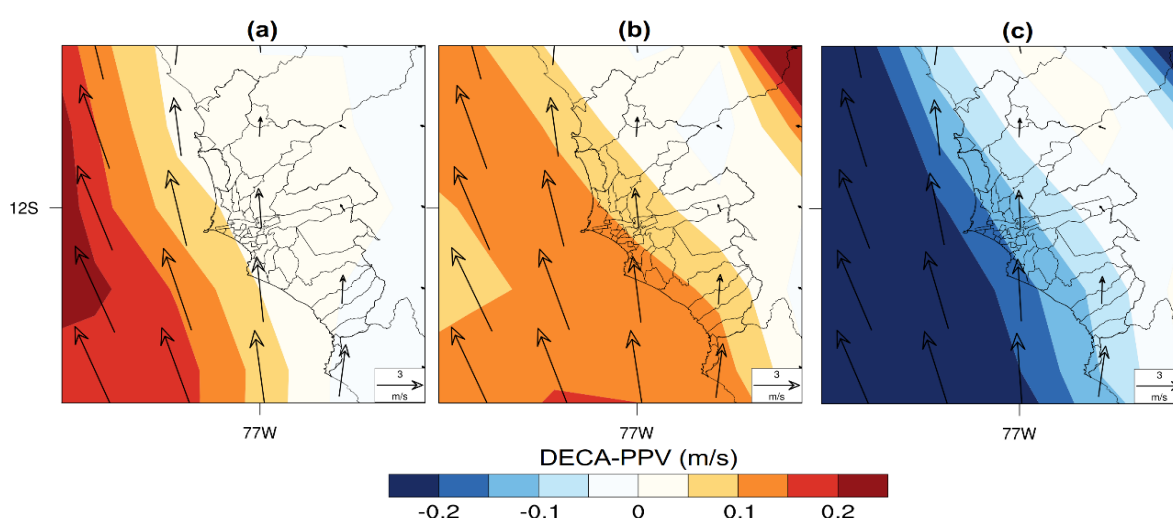 (a) (b) (c)
12S
3 3 3
m/s m/s m/s
77W 77W 77W
DECA-PPV (m/s)
-0.2 -0.1 0 0.1 0.2